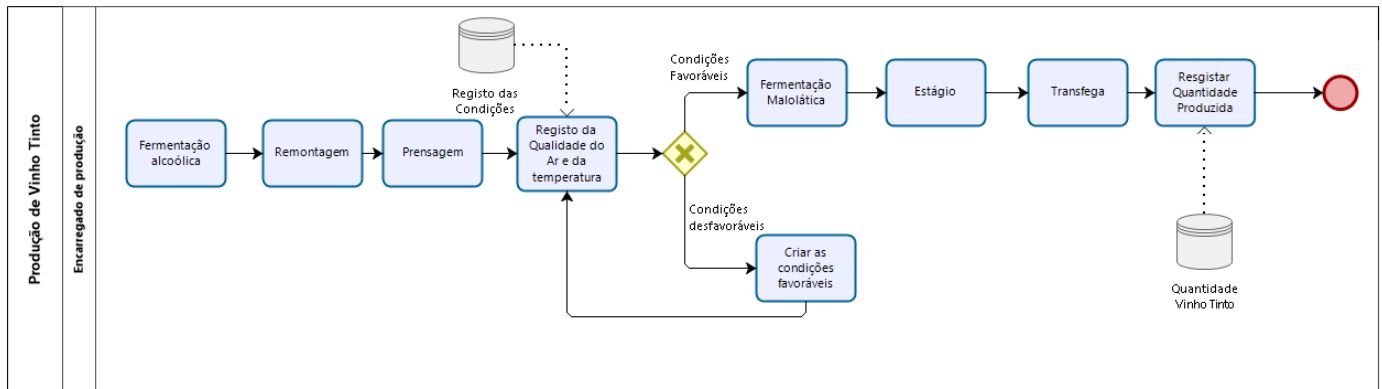 Produção de Vinho Tinto
Encarregado de produção
Fermentação
alcoólica
Remontagem
Prensagem
Registo das
Condições
Registo da
Qualidade do
Ar e da
temperatura
Condições
Favoráveis
Fermentação
Malolática
Estágio
Transfega
Resgistar
Quantidade
Produzida
Condições
desfavoráveis
Criar as
condições
favoráveis
Quantidade
Vinho Tinto